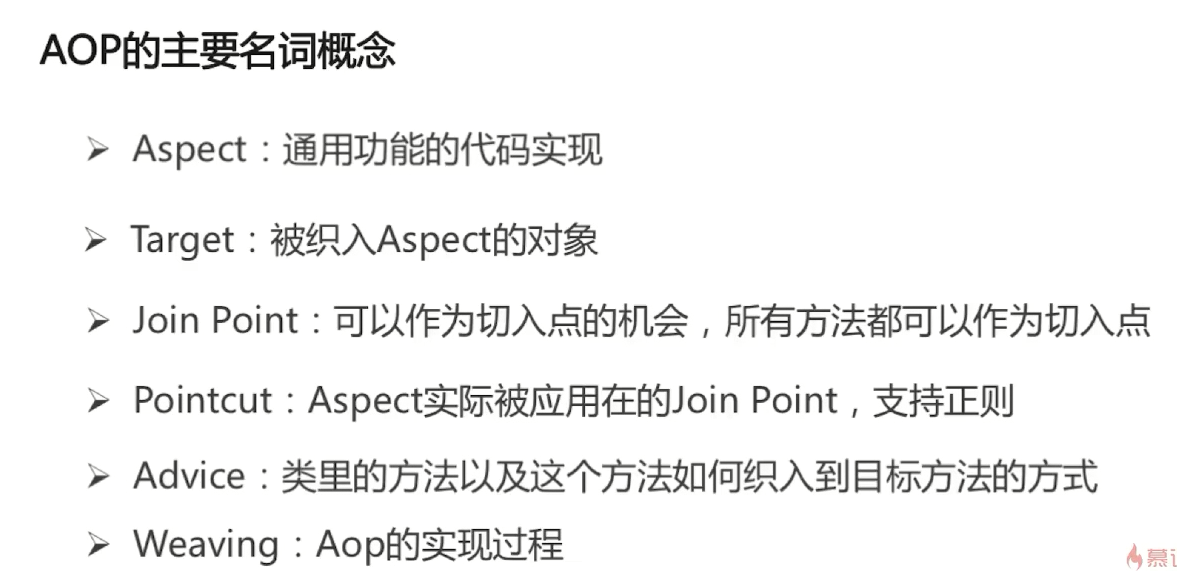 AOP的主要名词概念
➢ Aspect：通用功能的代码实现
➢ Target：被织入Aspect的对象
➢ Join Point：可以作为切入点的机会，所有方法都可以作为切入点
➢ Pointcut：Aspect实际被应用在的Join Point，支持正则
➢ Advice：类里的方法以及这个方法如何织入到目标方法的方式
➢ Weaving：Aop的实现过程
慕